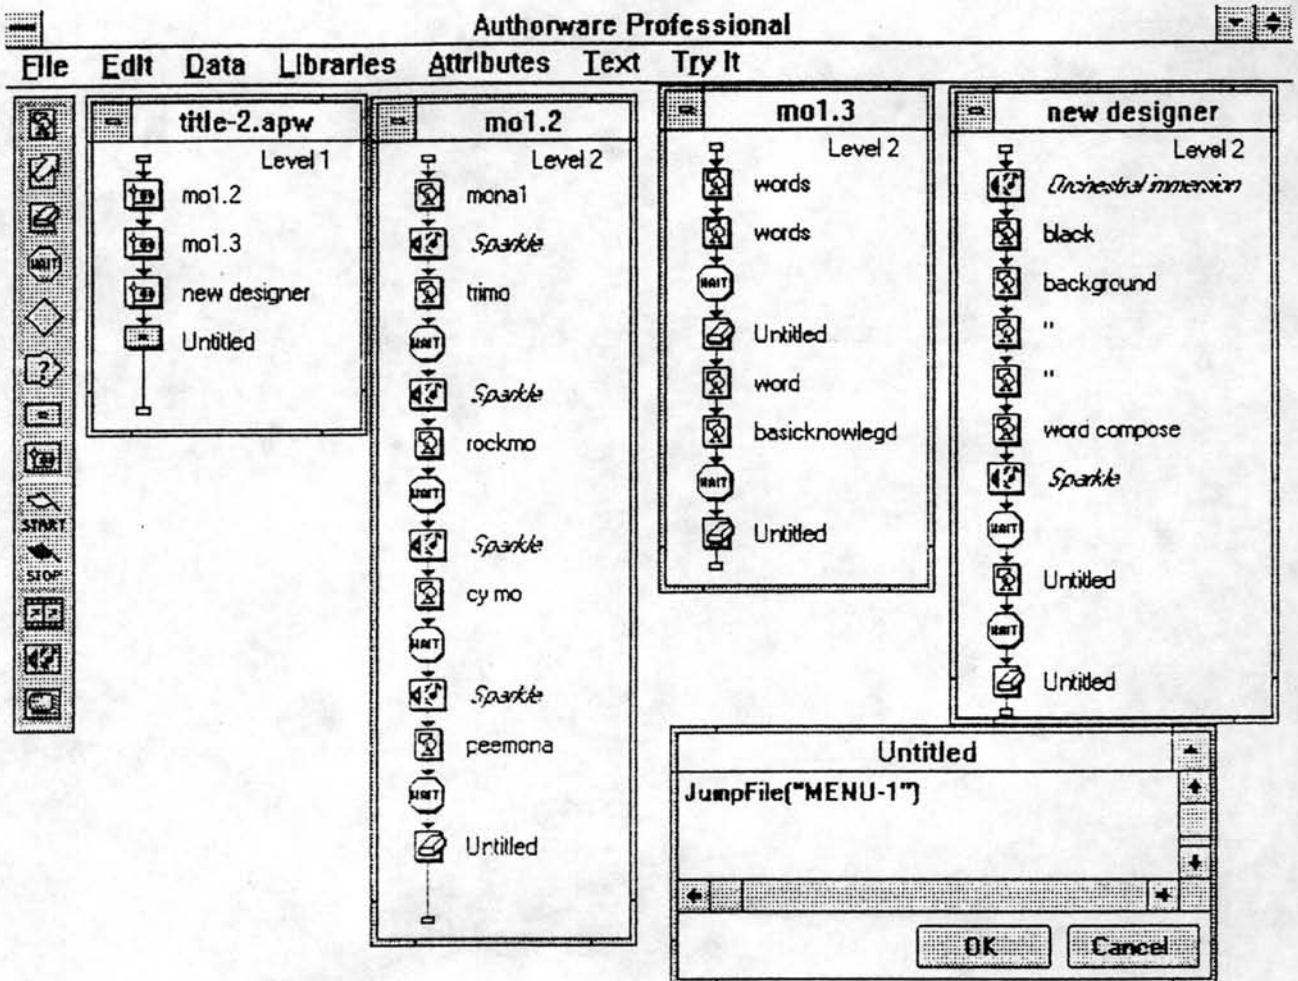 Authorware Professional
File Edit Data Libraries Attributes Text Try It
START
STOP
title-2.apw
Level 1
mo1.2
mo1.3
new designer
Untitled
mo1.2
Level 2
mona1
Sparkle
trimo
WAIT
Sparkle
rockmo
WAIT
Sparkle
cy mo
WAIT
Sparkle
peemona
WAIT
Untitled
mo1.3
Level 2
words
words
WAIT
Untitled
word
basicknowlegd
WAIT
Untitled
new designer
Level 2
Orchestral immersion
black
background
"
"
word compose
Sparkle
WAIT
Untitled
WAIT
Untitled
Untitled
JumpFile("MENU-1")
OK Cancel
WAIT